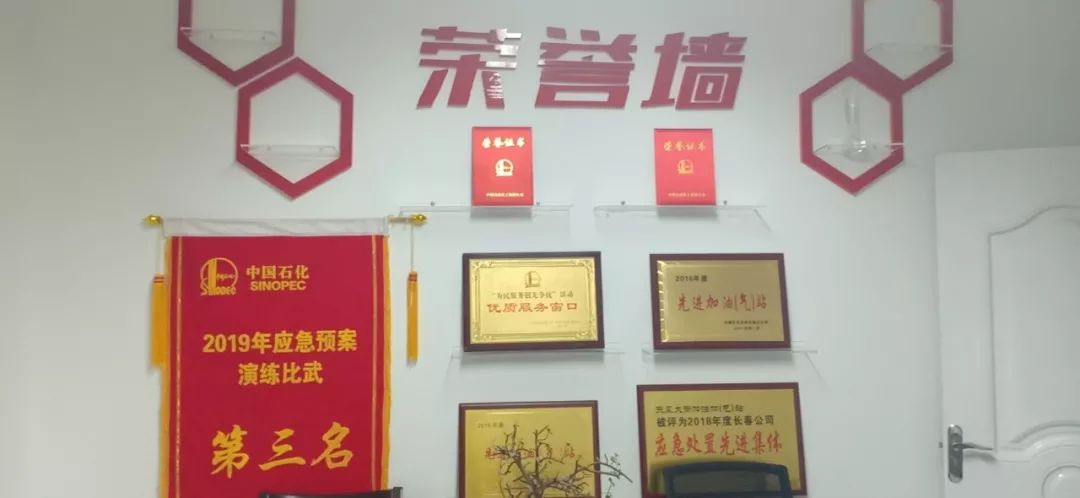 荣誉墙
荣誉证书
荣誉证书
中国石化
SINOPEC
2019年应急预案
演练比武
第三名
SINOPEC
"为民服务创先争优"活动
优质服务窗口
2016年度
先进加油(气)站
被评为2018年度长春公司
应急处置先进集体